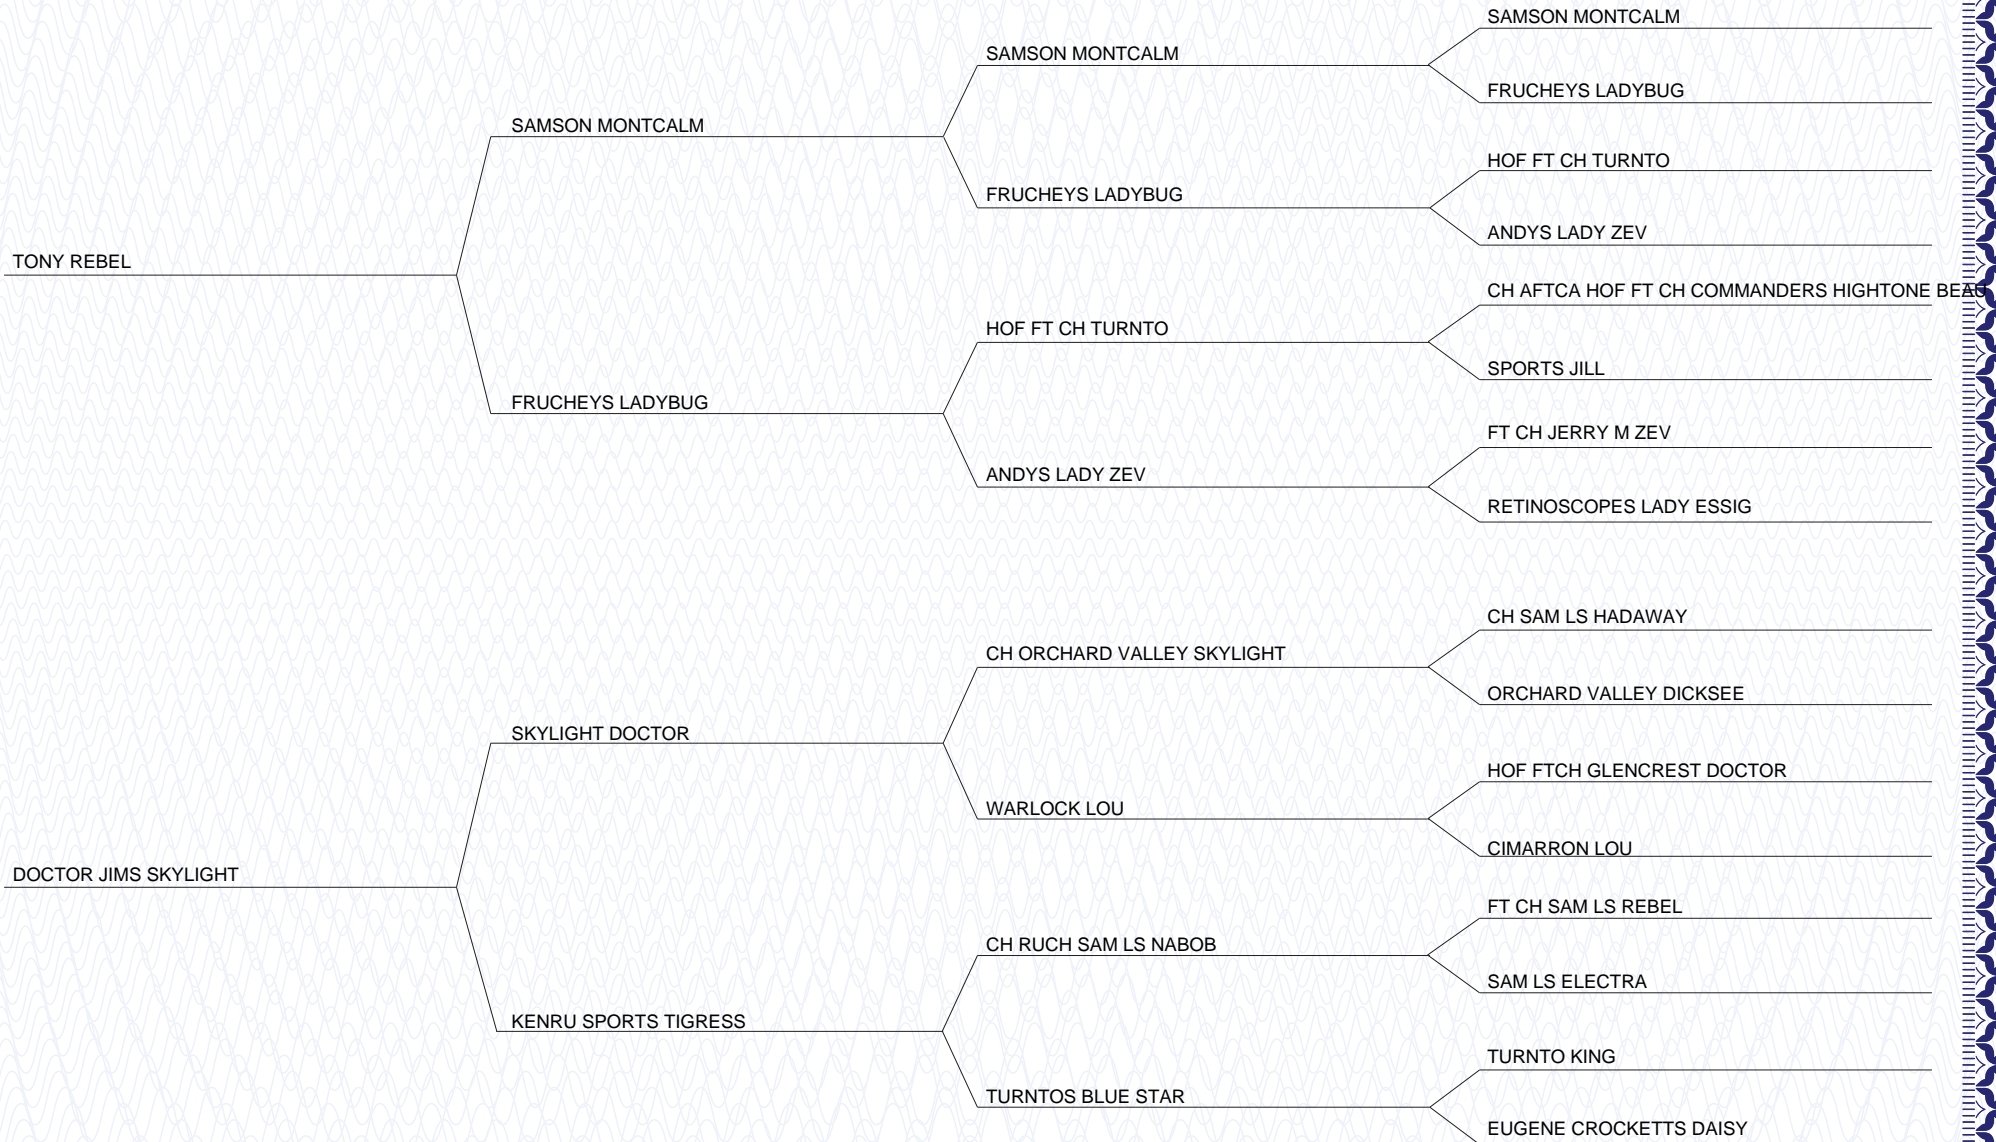 SAMSON MONTCALM
SAMSON MONTCALM
FRUCHEYS LADYBUG
SAMSON MONTCALM
HOF FT CH TURNTO
FRUCHEYS LADYBUG
ANDYS LADY ZEV
TONY REBEL
CH AFTCA HOF FT CH COMMANDERS HIGHTONE BEAU
HOF FT CH TURNTO
SPORTS JILL
FRUCHEYS LADYBUG
FT CH JERRY M ZEV
ANDYS LADY ZEV
RETINOSCOPES LADY ESSIG
CH SAM LS HADAWAY
CH ORCHARD VALLEY SKYLIGHT
ORCHARD VALLEY DICKSEE
SKYLIGHT DOCTOR
HOF FTCH GLENCREST DOCTOR
WARLOCK LOU
CIMARRON LOU
DOCTOR JIMS SKYLIGHT
FT CH SAM LS REBEL
CH RUCH SAM LS NABOB
SAM LS ELECTRA
KENRU SPORTS TIGRESS
TURNTO KING
TURNTOS BLUE STAR
EUGENE CROCKETTS DAISY